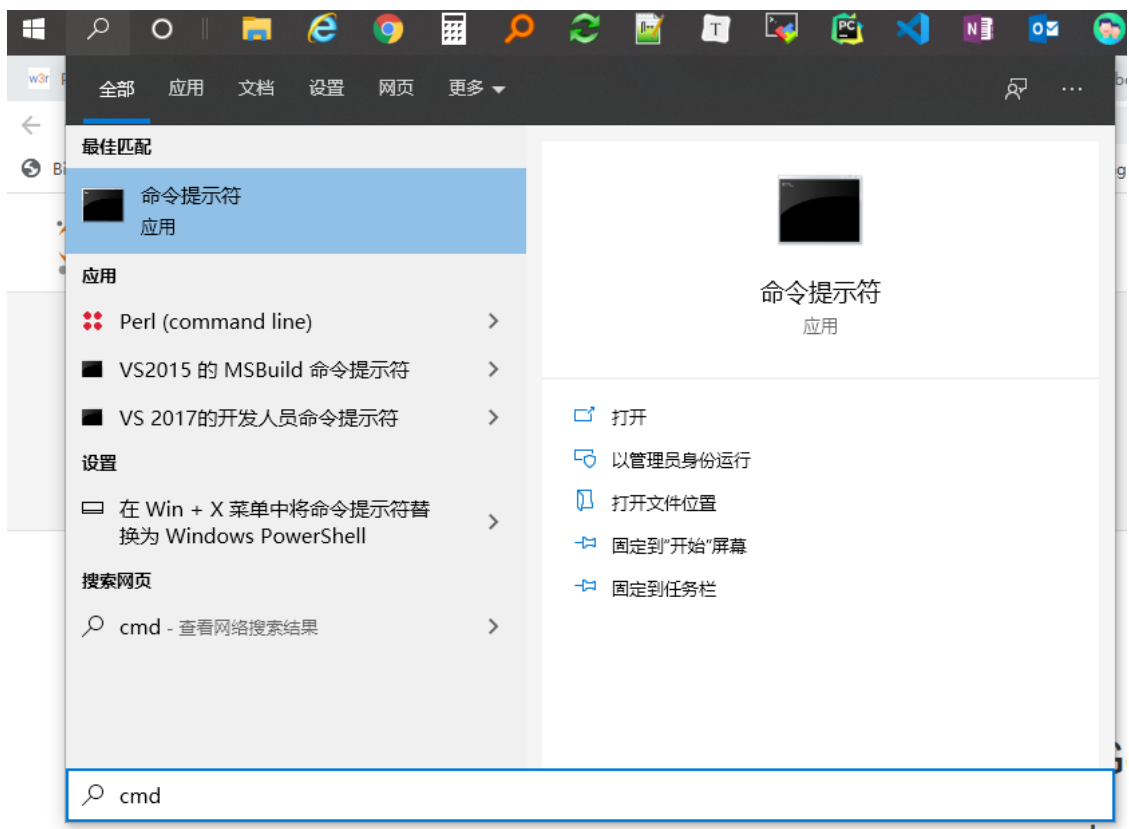 全部 应用 文档 设置 网页 更多
最佳匹配
命令提示符
应用
应用
Perl (command line)
VS2015 的 MSBuild 命令提示符
VS 2017的开发人员命令提示符
设置
在 Win + X 菜单中将命令提示符替
换为 Windows PowerShell
搜索网页
cmd - 查看网络搜索结果
命令提示符
应用
打开
以管理员身份运行
打开文件位置
固定到"开始"屏幕
固定到任务栏
cmd